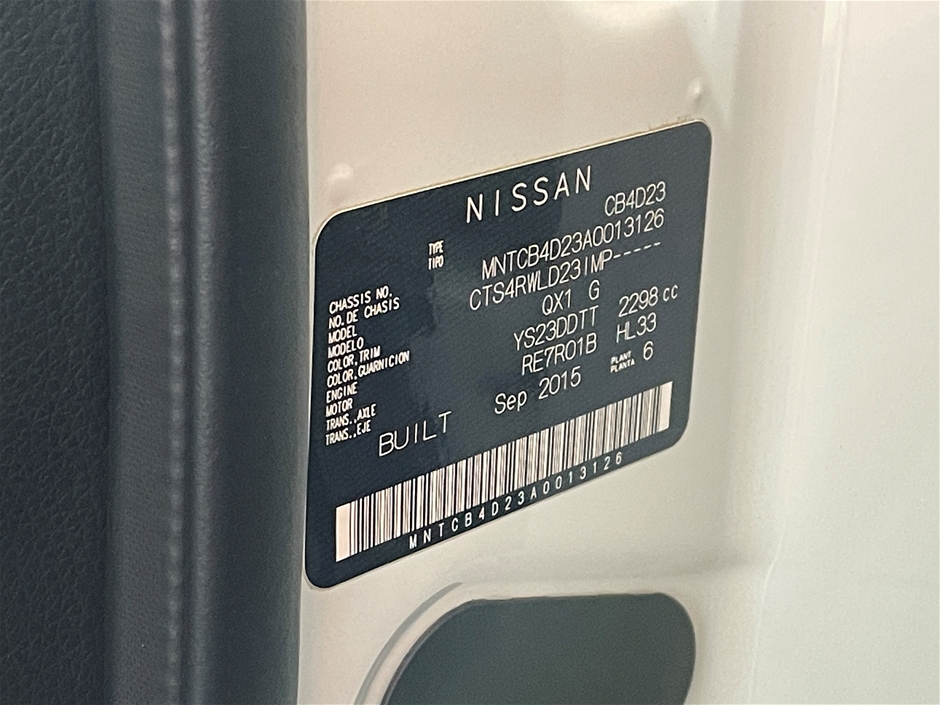 NISSAN
TYPE CB4D23
TIPO
CHASSIS NO. MNTCB4D23A0013126
NO. DE CHASIS
MODEL CTS4RWLD23IMP-----
MODELO
COLOR, TRIM QX1 G
COLOR, GUARNICION
ENGINE YS23DDTT 2298 cc
MOTOR
TRANS., AXLE RE7R01B HL33
TRANS., EJE
PLANT 6
PLANTA
BUILT Sep 2015
MNTCB4D23A0013126